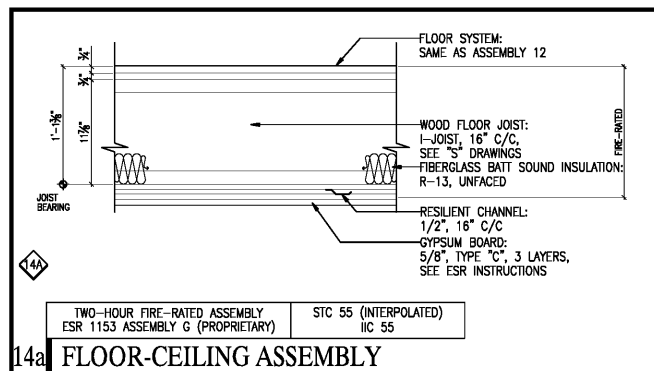 FLOOR SYSTEM:
SAME AS ASSEMBLY 12
3/4"
3/4"
1'-1 3/8"
11 7/8"
WOOD FLOOR JOIST:
I-JOIST, 16" C/C,
SEE "S" DRAWINGS
FIBERGLASS BATT SOUND INSULATION:
R-13, UNFACED
FIRE-RATED
JOIST
BEARING
RESILIENT CHANNEL:
1/2", 16" C/C
GYPSUM BOARD:
5/8", TYPE "C", 3 LAYERS,
SEE ESR INSTRUCTIONS
14A
TWO-HOUR FIRE-RATED ASSEMBLY
ESR 1153 ASSEMBLY G (PROPRIETARY)
STC 55 (INTERPOLATED)
IIC 55
14a FLOOR-CEILING ASSEMBLY